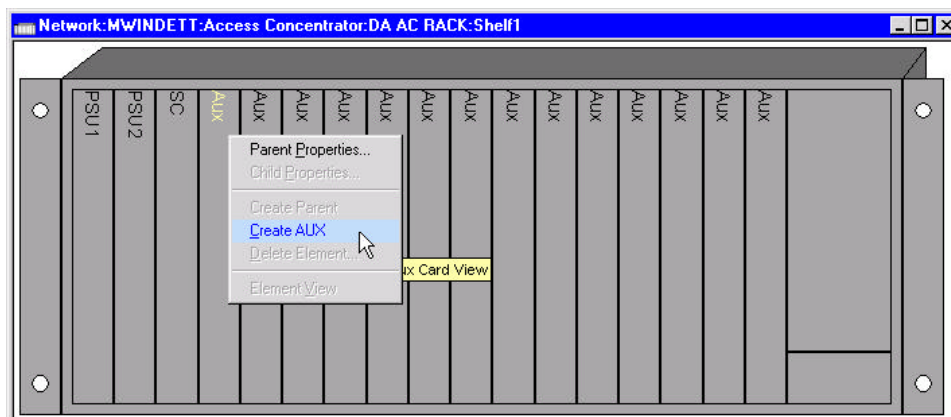 Network:MWINDETT:Access Concentrator:DA AC RACK:Shelf1
PSU1
PSU2
SC
Aux
Aux
Aux
Aux
Aux
Aux
Aux
Aux
Aux
Aux
Aux
Aux
Aux
Aux
Parent Properties...
Child Properties...
Create Parent
Create AUX
Delete Element...
Element View
ux Card View